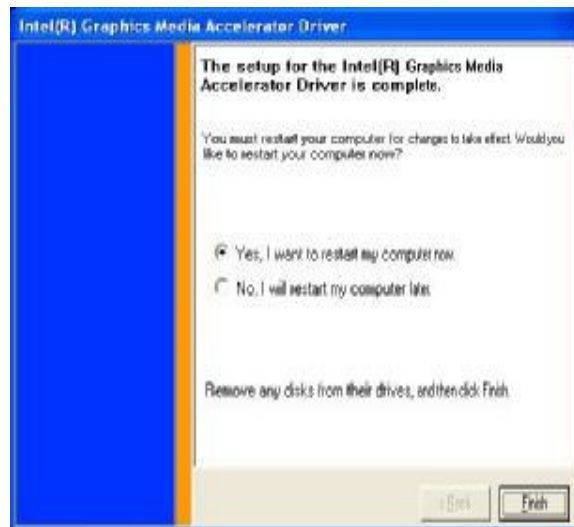 Intel(R) Graphics Media Accelerator Driver
The setup for the Intel(R) Graphics Media
Accelerator Driver is complete.
You must restart your computer for changes to take effect. Would you
like to restart your computer now?
Yes, I want to restart my computer now.
No, I will restart my computer later.
Remove any disks from their drives, and then click Finish.
< Back
Finish